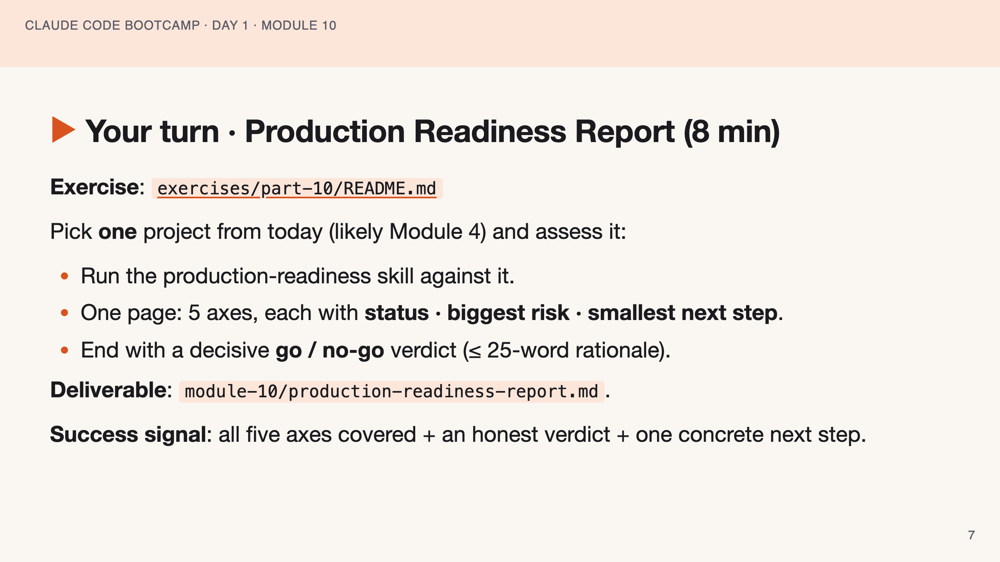 CLAUDE CODE BOOTCAMP · DAY 1 · MODULE 10
Your turn · Production Readiness Report (8 min)
Exercise: exercises/part-10/README.md
Pick one project from today (likely Module 4) and assess it:
• Run the production-readiness skill against it.
• One page: 5 axes, each with status · biggest risk · smallest next step.
• End with a decisive go / no-go verdict (≤ 25-word rationale).
Deliverable: module-10/production-readiness-report.md.
Success signal: all five axes covered + an honest verdict + one concrete next step.
7